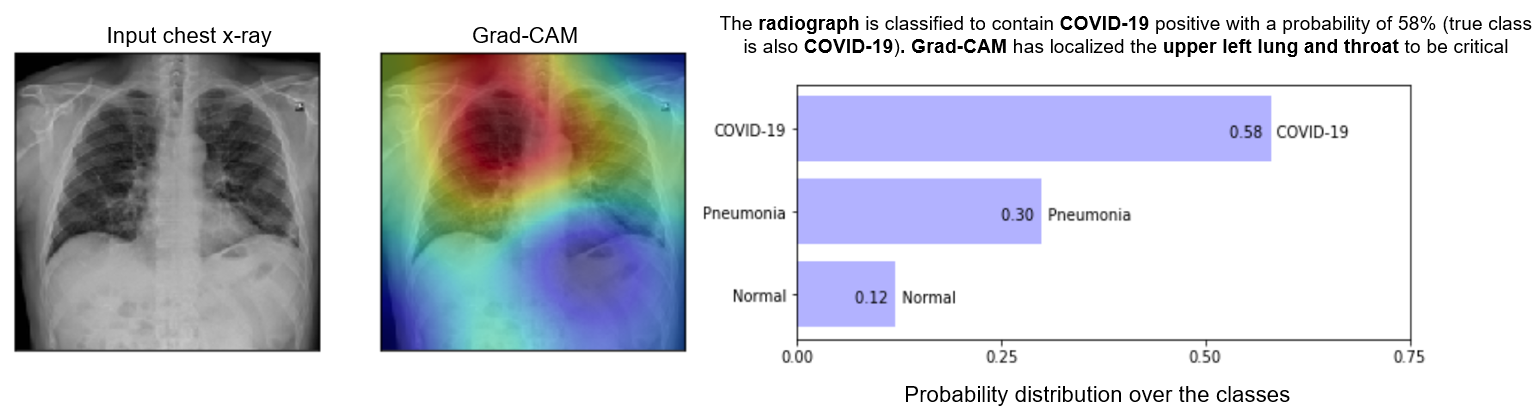 Input chest x-ray
Grad-CAM
The radiograph is classified to contain COVID-19 positive with a probability of 58% (true class
is also COVID-19). Grad-CAM has localized the upper left lung and throat to be critical
COVID-19
0.58 COVID-19
Pneumonia
0.30 Pneumonia
Normal
0.12 Normal
0.00 0.25 0.50 0.75
Probability distribution over the classes